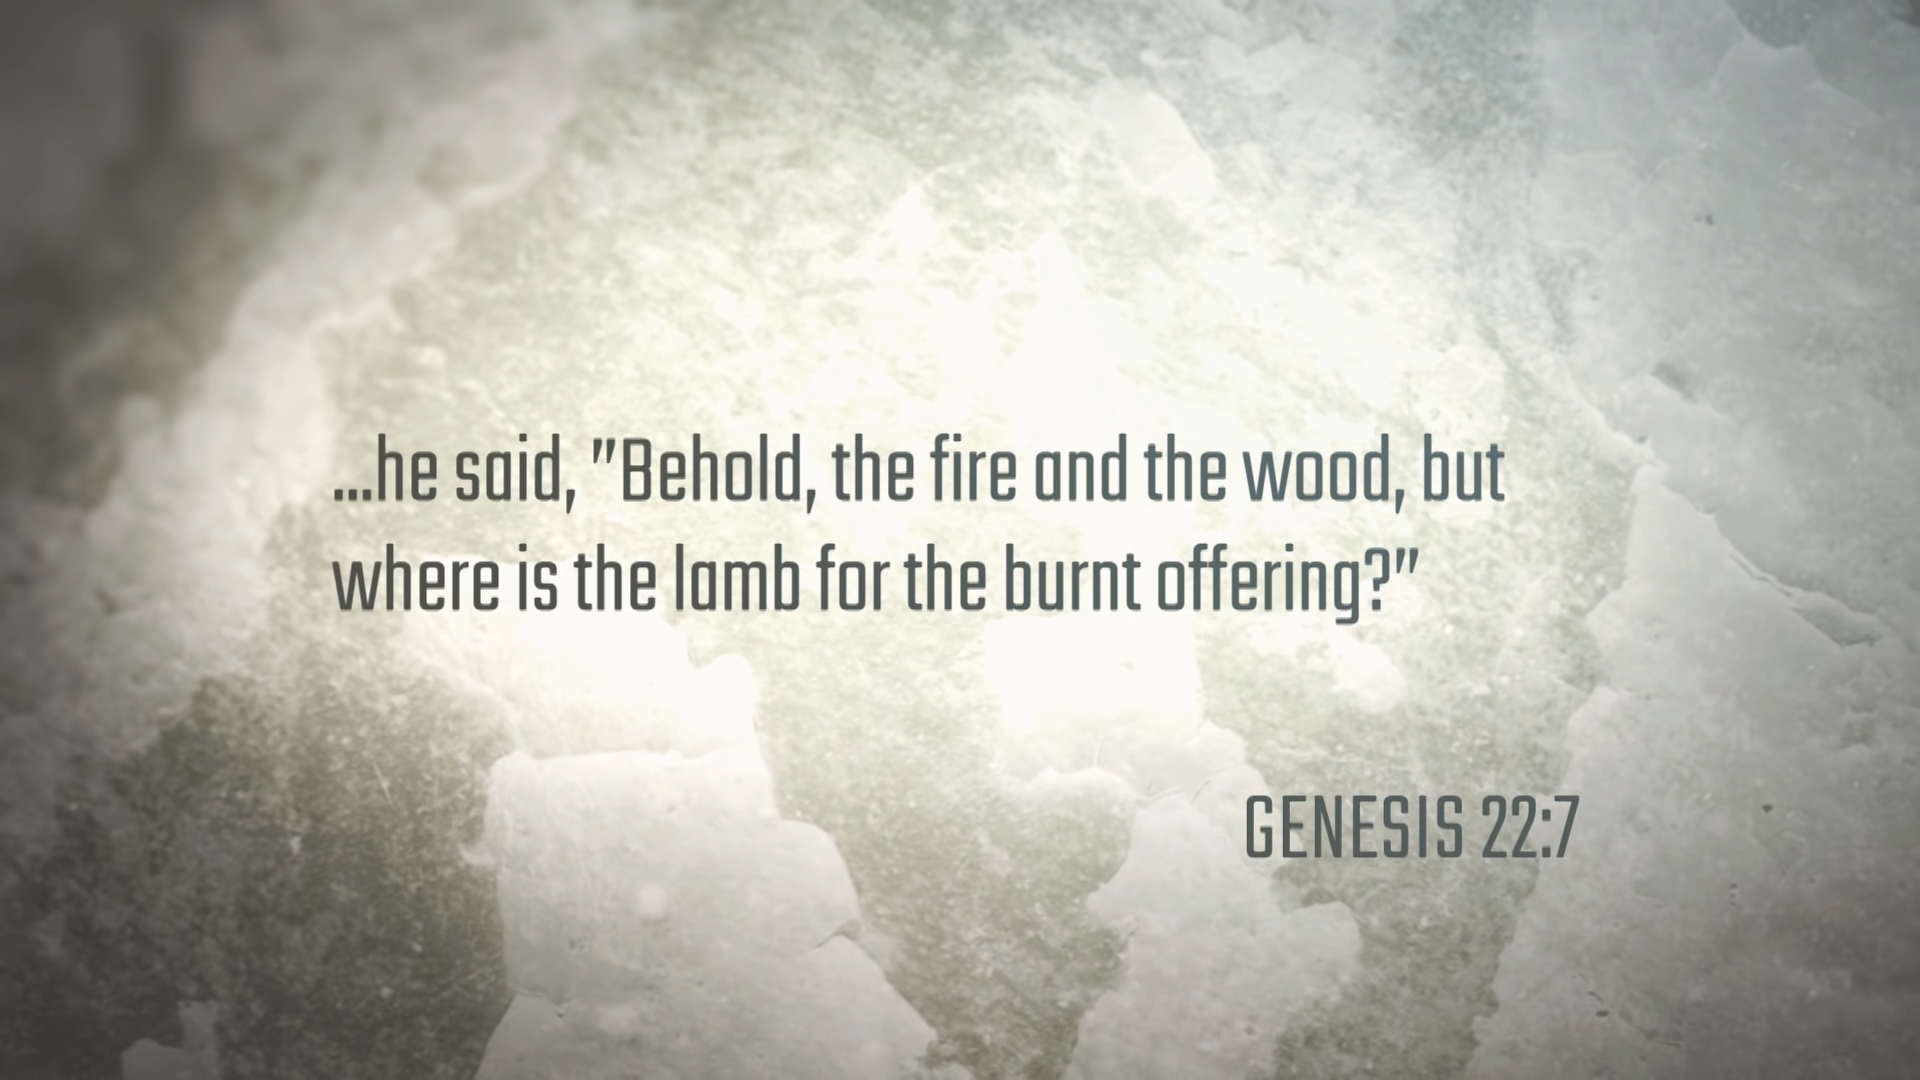 ...he said, "Behold, the fire and the wood, but
where is the lamb for the burnt offering?"
GENESIS 22:7